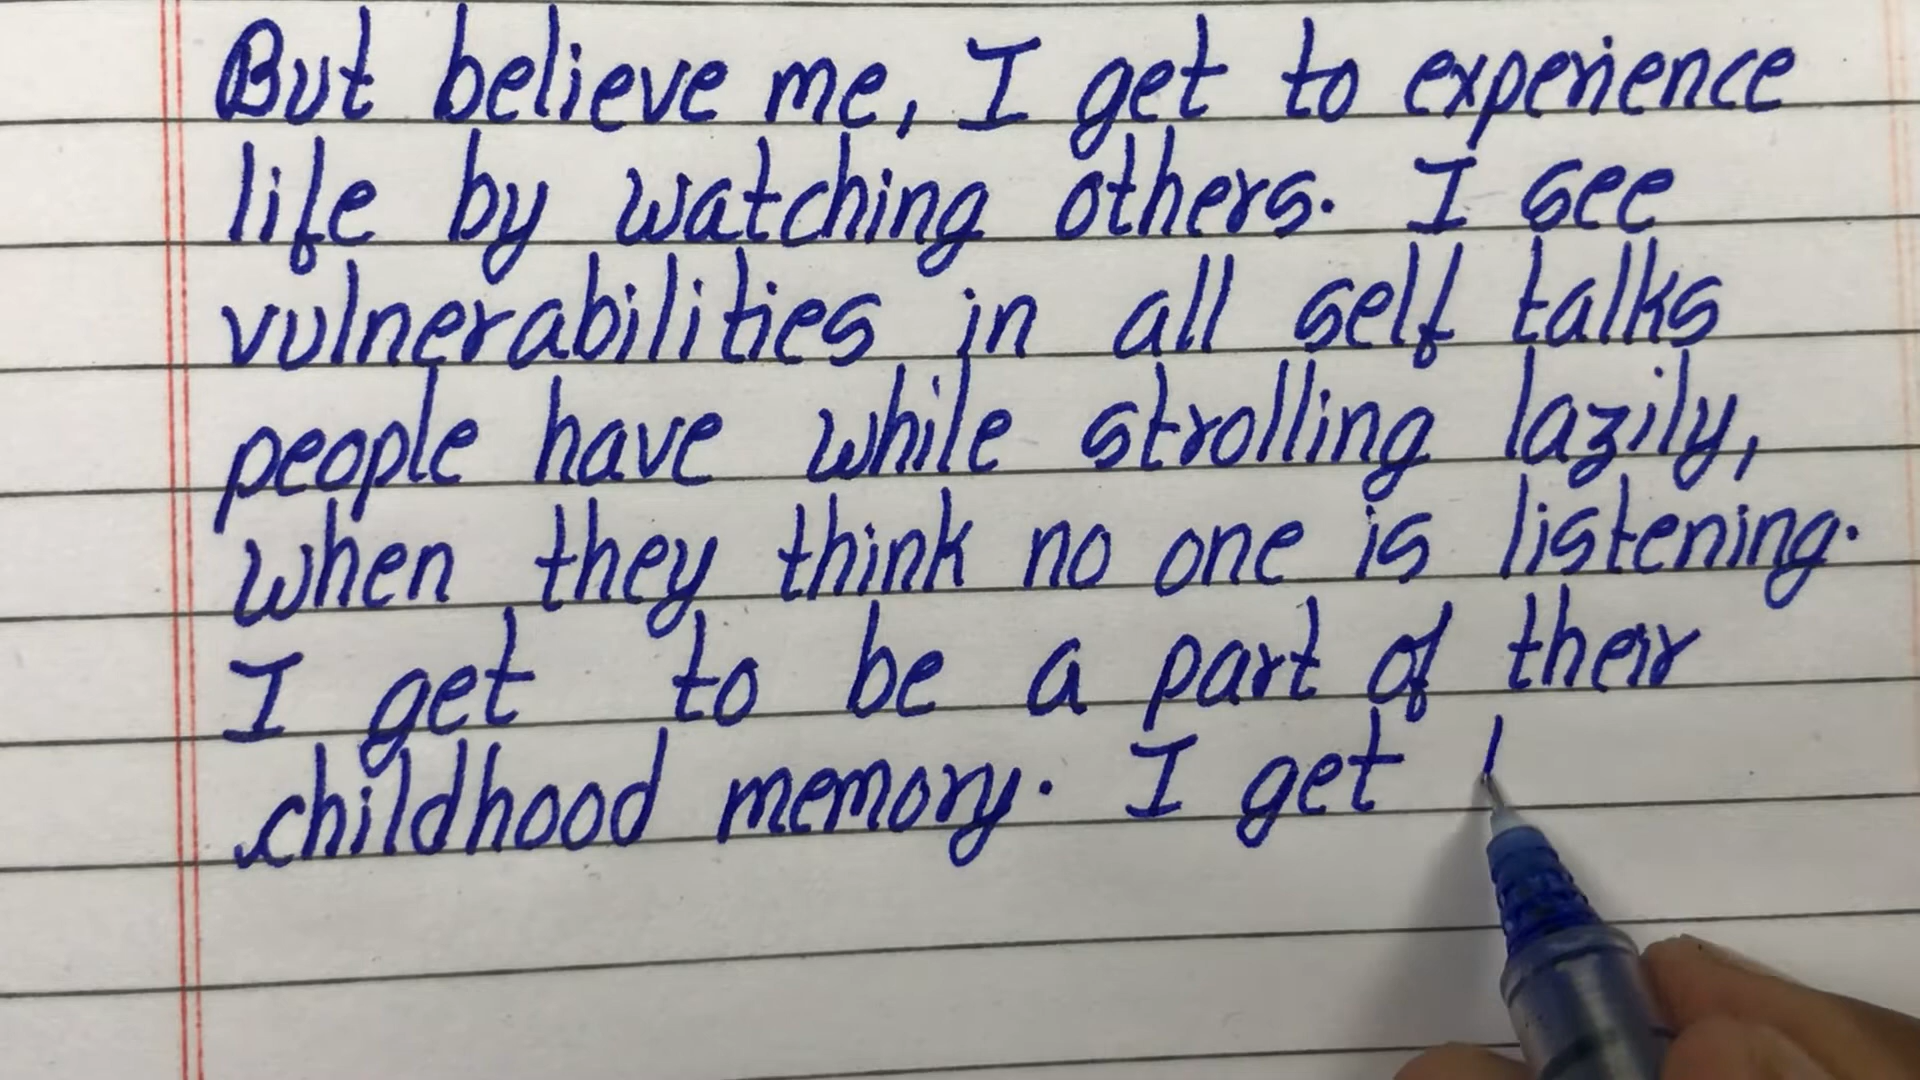 But believe me, I get to experience
life by watching others. I see
vulnerabilities in all self talks
people have while strolling lazily,
when they think no one is listening.
I get to be a part of their
childhood memory. I get